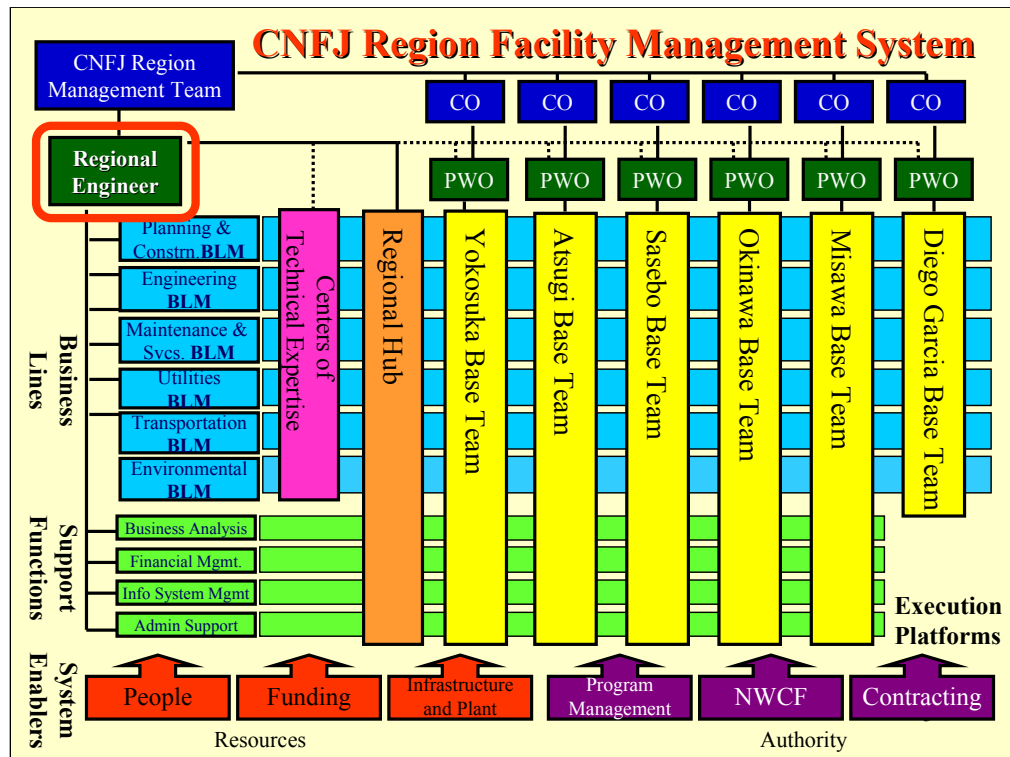 CNFJ Region Facility Management System
CNFJ Region
Management Team
CO
CO
CO
CO
CO
CO
Regional
Engineer
PWO
PWO
PWO
PWO
PWO
PWO
Business
Lines
Planning &
Constrn.BLM
Engineering
BLM
Maintenance &
Svcs. BLM
Utilities
BLM
Transportation
BLM
Environmental
BLM
Centers of
Technical Expertise
Regional Hub
Yokosuka Base Team
Atsugi Base Team
Sasebo Base Team
Okinawa Base Team
Misawa Base Team
Diego Garcia Base Team
Support
Functions
Business Analysis
Financial Mgmt.
Info System Mgmt
Admin Support
Execution
Platforms
System
Enablers
People
Funding
Infrastructure
and Plant
Program
Management
NWCF
Contracting
Resources
Authority